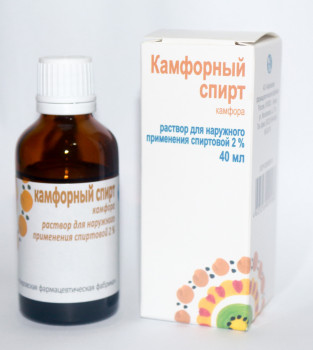 Камфорный
спирт
камфора
раствор для наружного
применения спиртовой 2 %
40 мл
камфорный спирт
камфора
раствор для наружного
применения спиртовой 2%
фармацевтическая фабрика